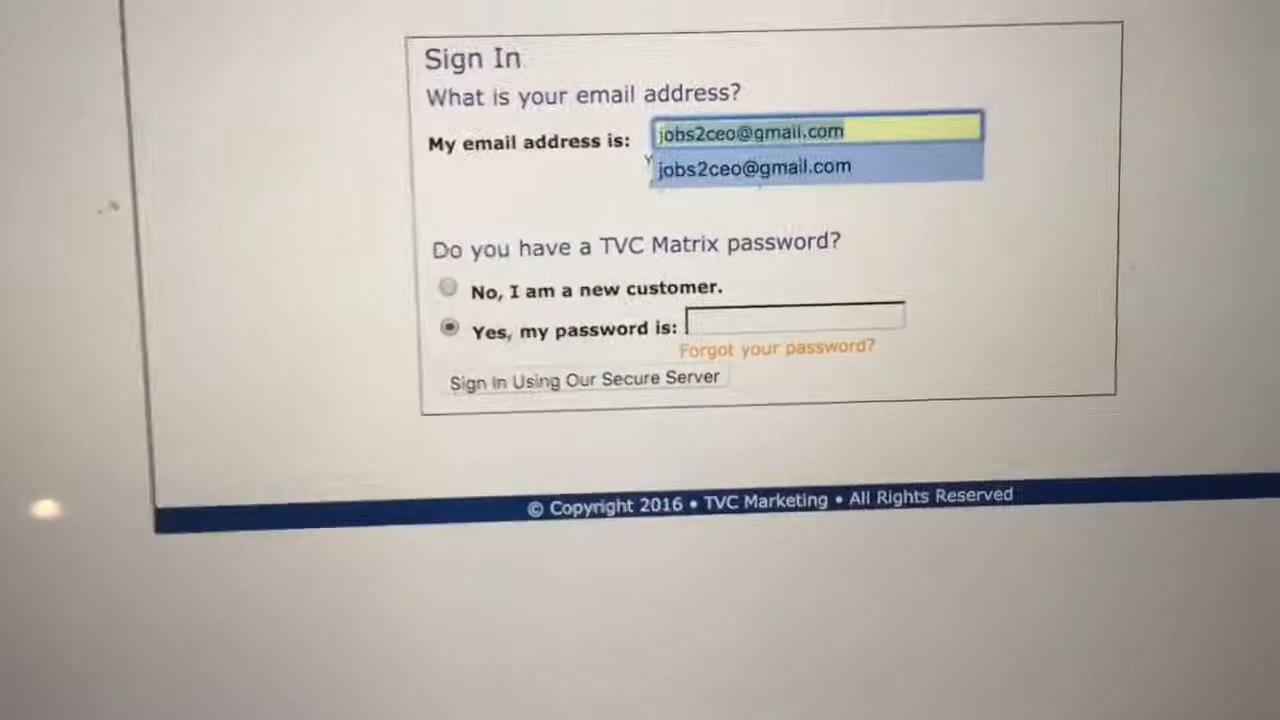 Sign In
What is your email address?
My email address is: jobs2ceo@gmail.com
jobs2ceo@gmail.com
Do you have a TVC Matrix password?
No, I am a new customer.
Yes, my password is:
Forgot your password?
Sign In Using Our Secure Server
© Copyright 2016 • TVC Marketing • All Rights Reserved